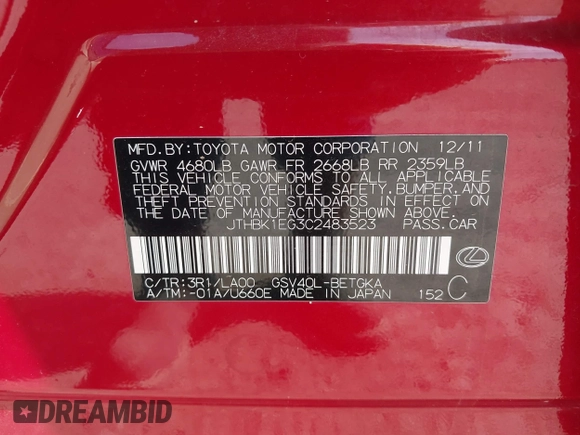 MFD.BY:TOYOTA MOTOR CORPORATION 12/11
GVWR 4680LB GAWR FR 2668LB RR 2359LB
THIS VEHICLE CONFORMS TO ALL APPLICABLE
FEDERAL MOTOR VEHICLE SAFETY,BUMPER,AND
THEFT PREVENTION STANDARDS IN EFFECT ON
THE DATE OF MANUFACTURE SHOWN ABOVE.
JTHBK1EG3C2483523 PASS.CAR
C/TR:3R1/LA00 GSV40L-BETGKA
A/TM:-01A/U660E MADE IN JAPAN 152 C
DREAMBID